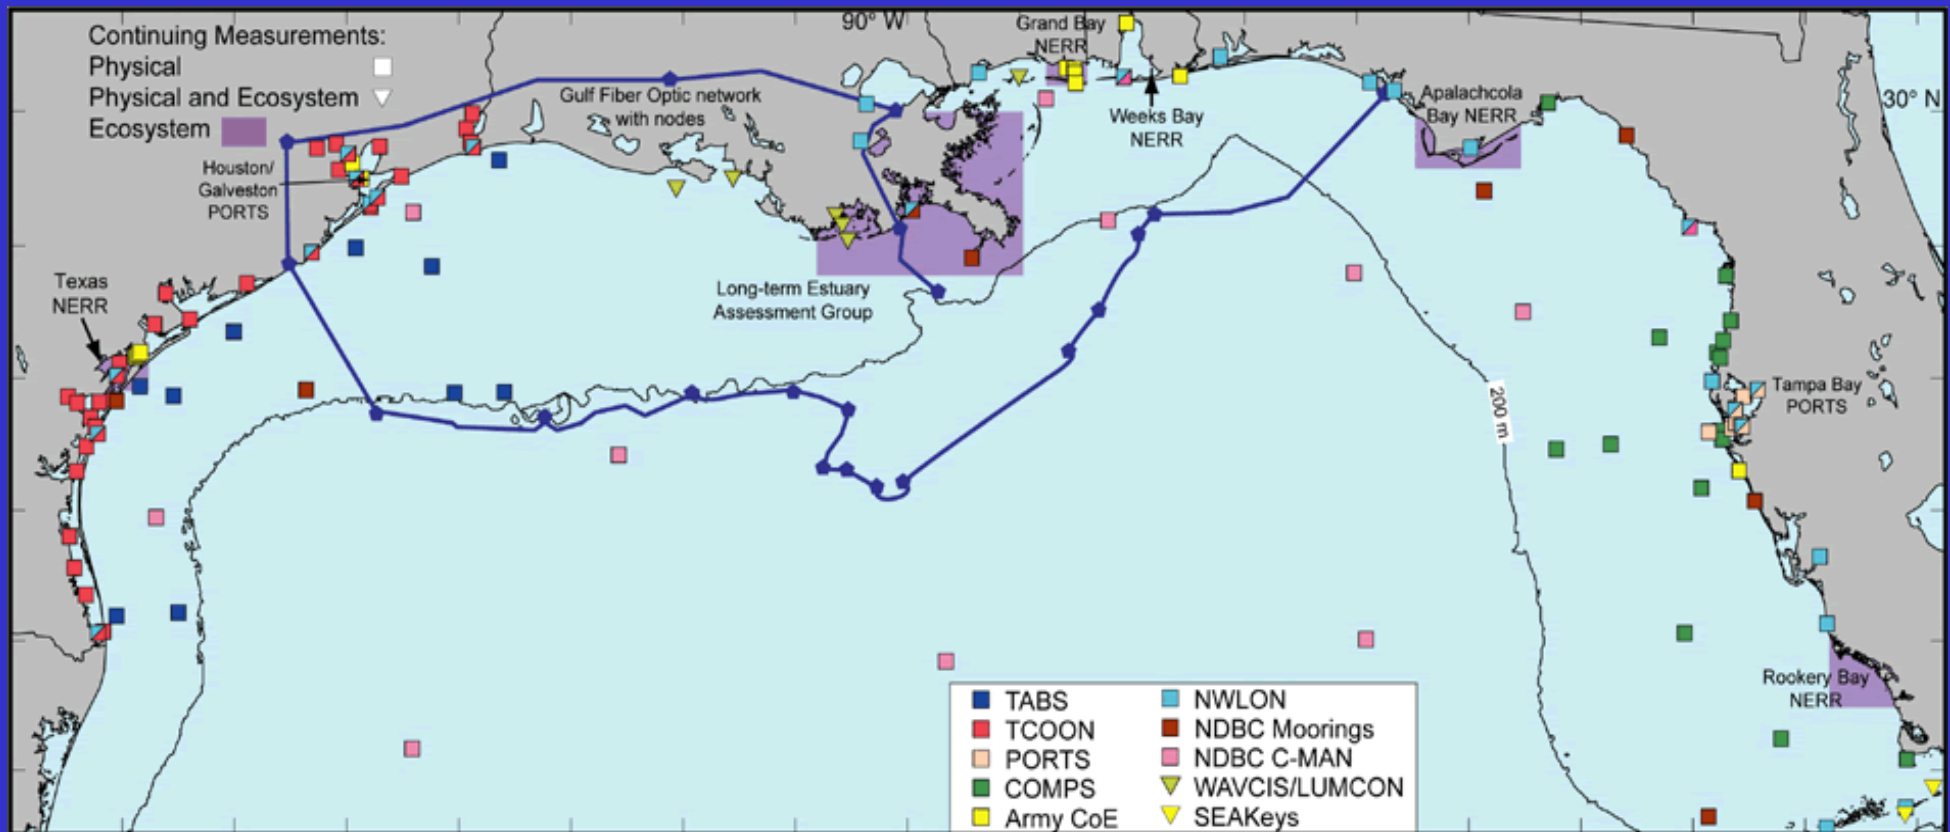 Continuing Measurements:
Physical
Physical and Ecosystem
Ecosystem
90° W
Grand Bay
NERR
Gulf Fiber Optic network
with nodes
Weeks Bay
NERR
Apalachcola
Bay NERR
30° N
Houston/
Galveston
PORTS
Texas
NERR
Long-term Estuary
Assessment Group
200 m
Tampa Bay
PORTS
Rookery Bay
NERR
TABS
TCOON
PORTS
COMPS
Army CoE
NWLON
NDBC Moorings
NDBC C-MAN
WAVCIS/LUMCON
SEAKeys